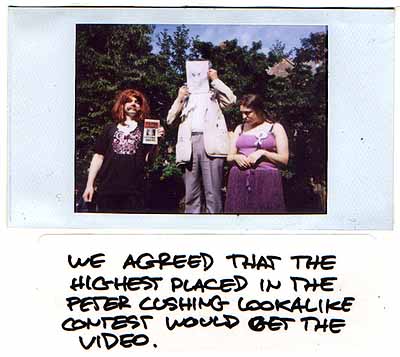 WE AGREED THAT THE
HIGHEST PLACED IN THE
PETER CUSHING LOOKALIKE
CONTEST WOULD GET THE
VIDEO.